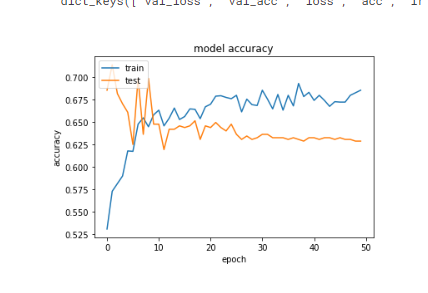 dict_keys(['val_loss', 'val_acc', 'loss', 'acc',
model accuracy
train
test
0.700
0.675
0.650
0.625
0.600
0.575
0.550
0.525
accuracy
0 10 20 30 40 50
epoch